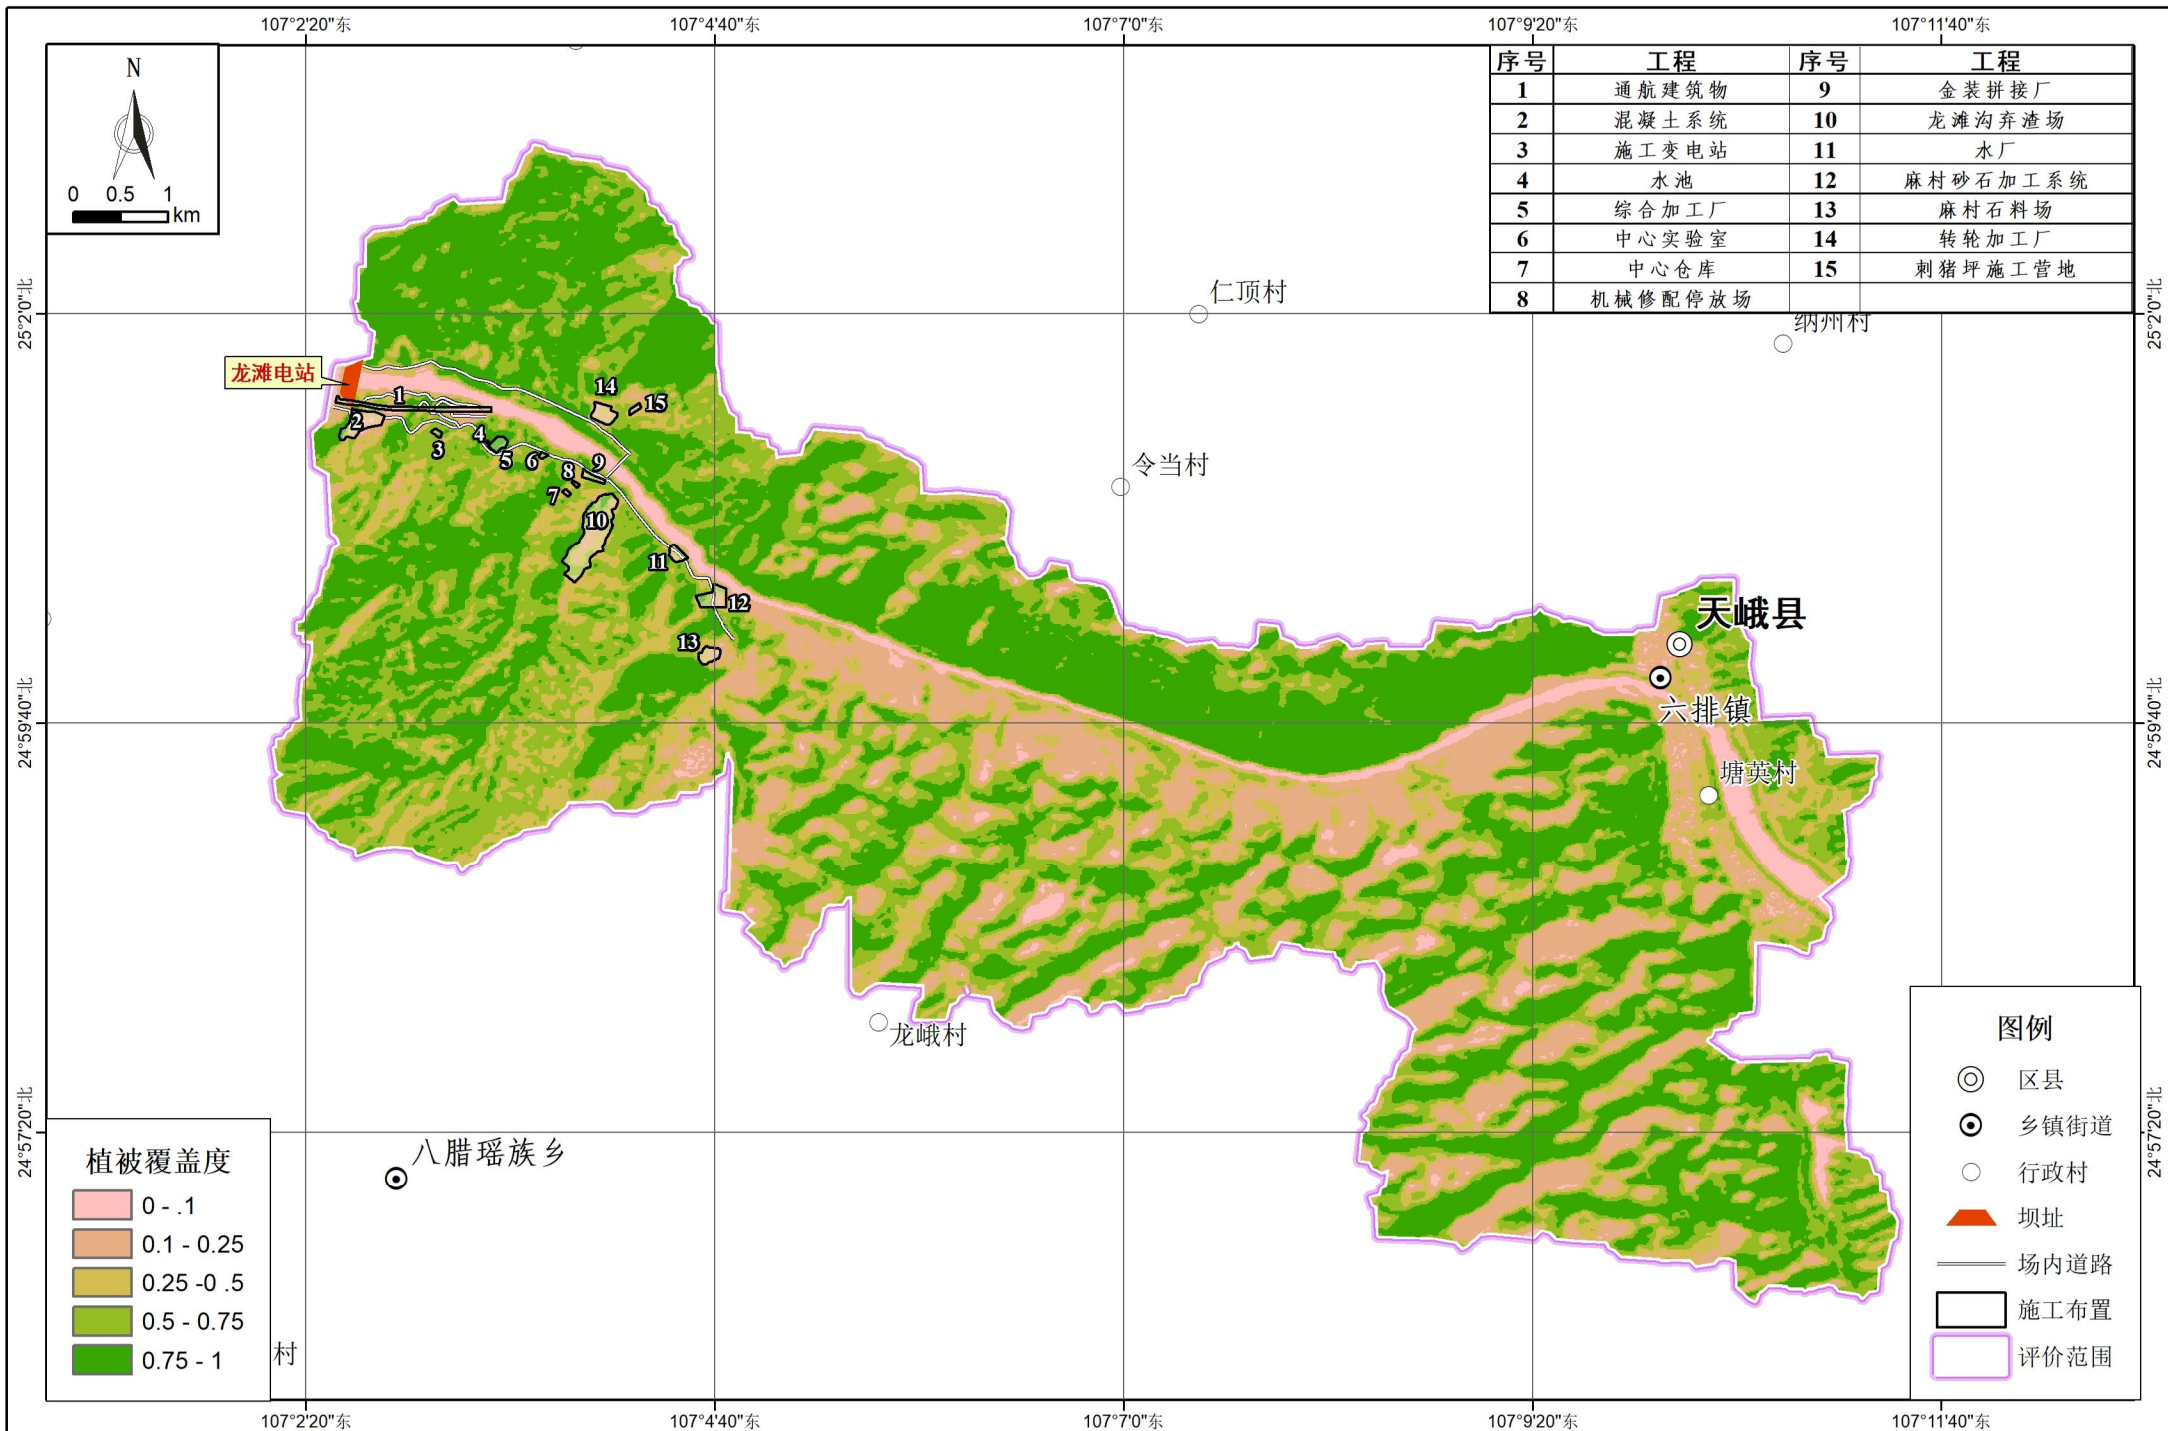 107°2'20"东 107°4'40"东 107°7'0"东 107°9'20"东 107°11'40"东
N
0 0.5 1
km
序号 工程 序号 工程
1 通航建筑物 9 金装拼接厂
2 混凝土系统 10 龙滩沟弃渣场
3 施工变电站 11 水厂
4 水池 12 麻村砂石加工系统
5 综合加工厂 13 麻村石料场
6 中心实验室 14 转轮加工厂
7 中心仓库 15 刺猪坪施工营地
8 机械修配停放场
25°2'0"北
25°2'0"北
仁顶村
纳州村
龙滩电站
1
14
15
2
3
4
5
6
9
8
7
10
11
12
13
令当村
天峨县
六排镇
24°59'40"北
24°59'40"北
塘英村
龙峨村
八腊瑶族乡
24°57'20"北
24°57'20"北
植被覆盖度
0 - .1
0.1 - 0.25
0.25 -0 .5
0.5 - 0.75
0.75 - 1
村
图例
区县
乡镇街道
行政村
坝址
场内道路
施工布置
评价范围
107°2'20"东 107°4'40"东 107°7'0"东 107°9'20"东 107°11'40"东